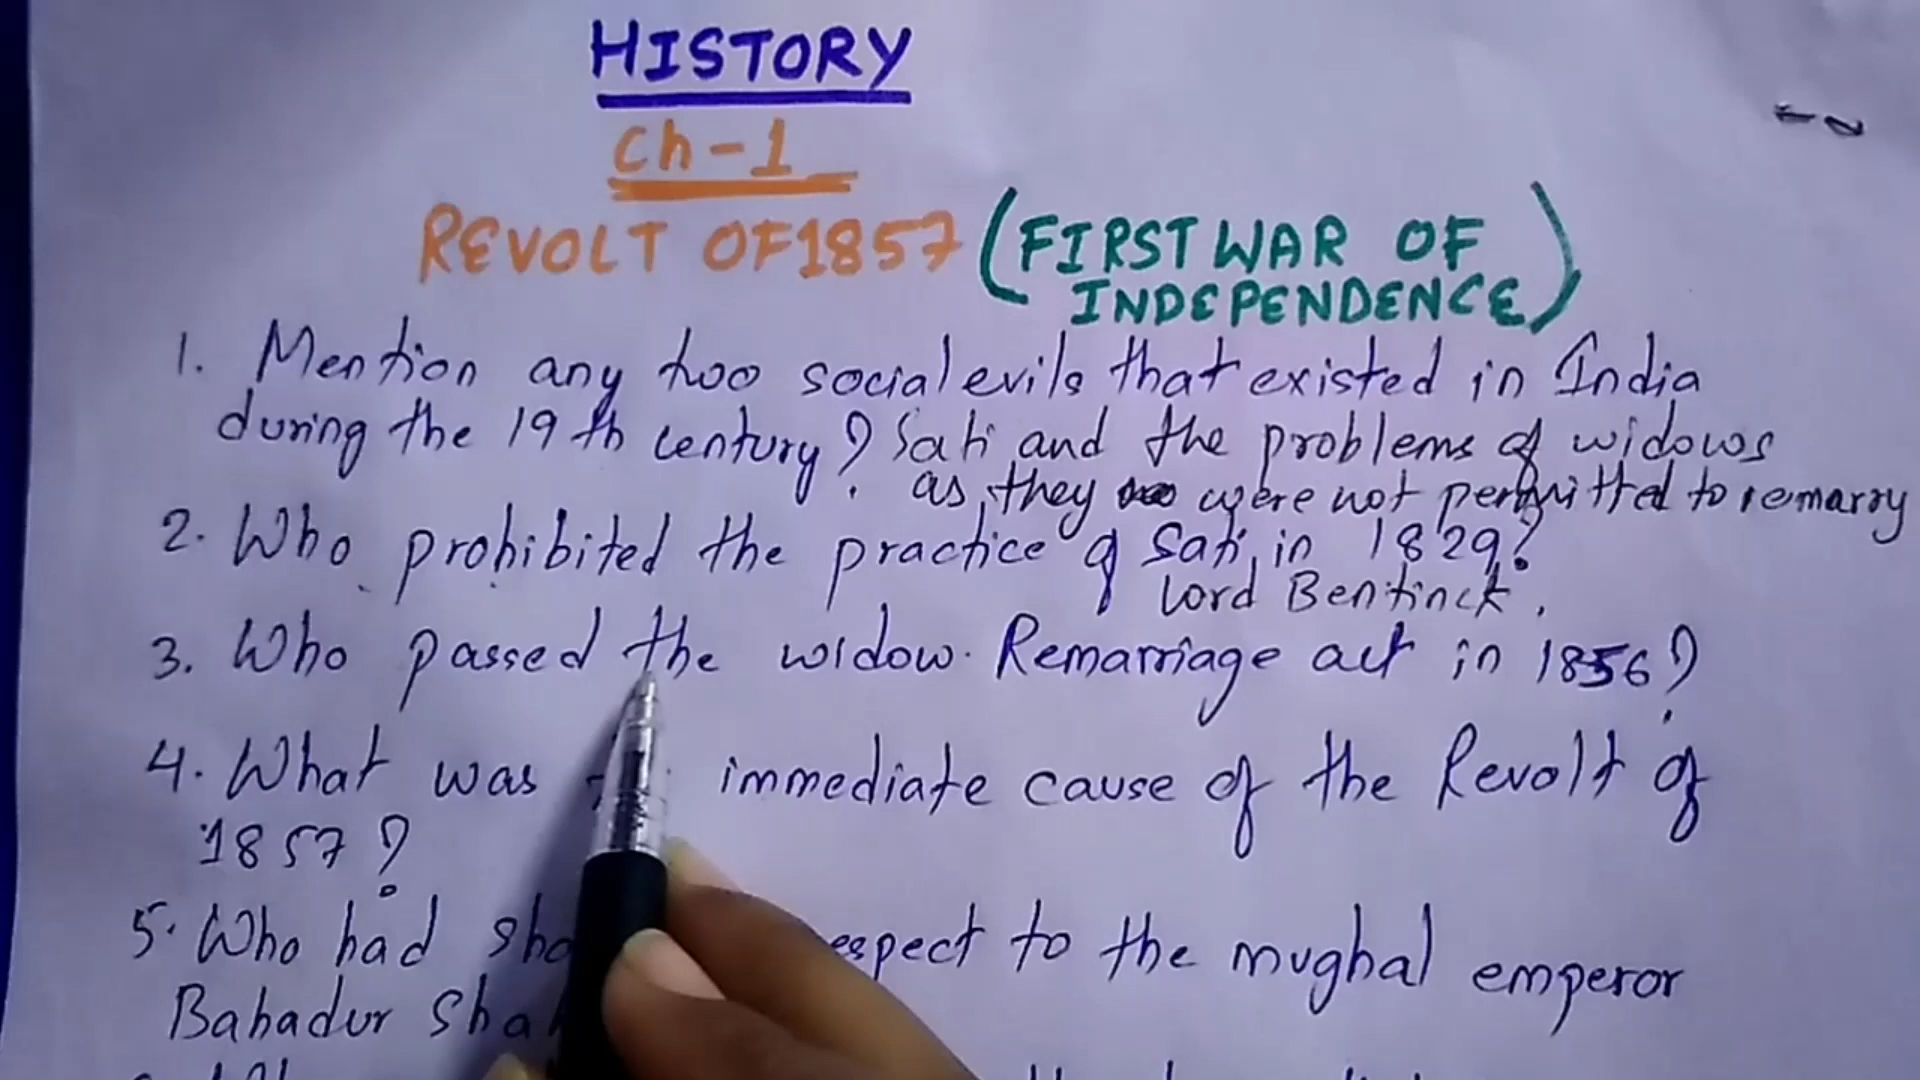 HISTORY
Ch-1
REVOLT OF 1857 (FIRST WAR OF
INDEPENDENCE)
1. Mention any two social evils that existed in India
during the 19th century? Sati and the problems of widows
as they were not permitted to remarry
2. Who prohibited the practice of Sati in 1829?
Lord Bentinck.
3. Who passed the widow Remarriage act in 1856?
4. What was immediate cause of the Revolt of
1857?
5. Who had to the mughal emperor
Bahadur